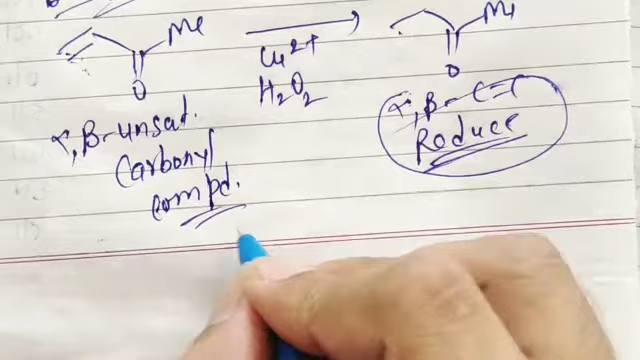 Me
O
Cu2+
H2O2
Me
O
α, β-unsat.
Carbonyl
compd.
α, β- C=C
Reduce